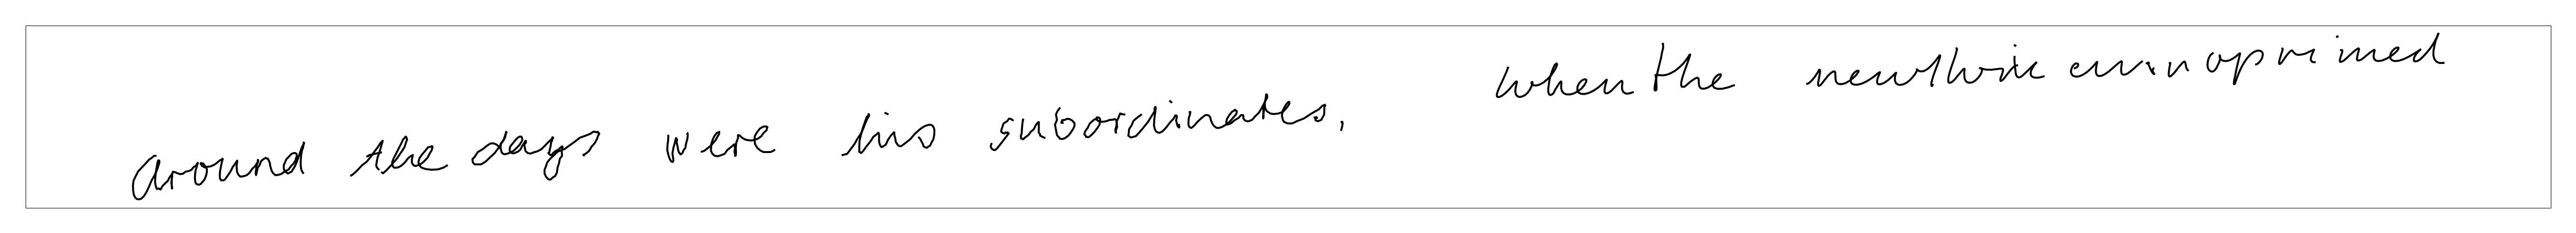 around the days were his subordinates, when the